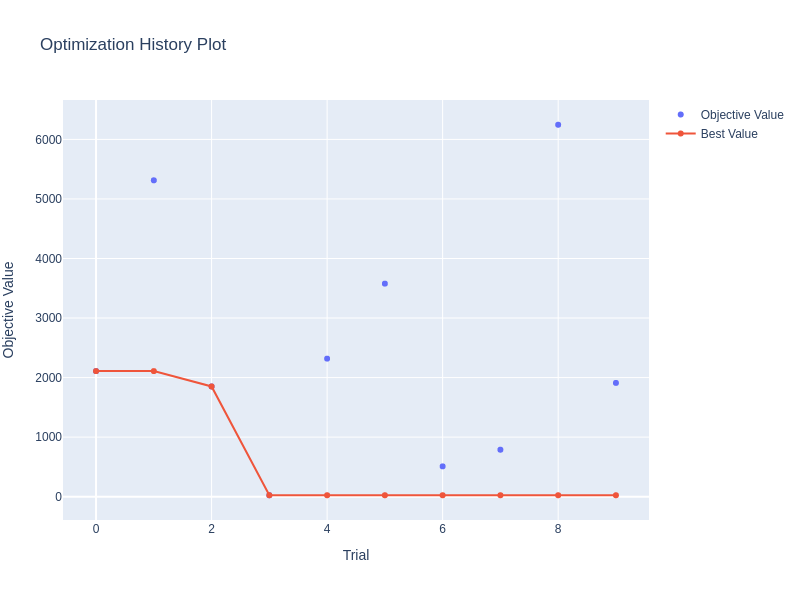 Optimization History Plot
Objective Value
Best Value
6000
5000
4000
3000
2000
1000
0
Objective Value
0 2 4 6 8
Trial